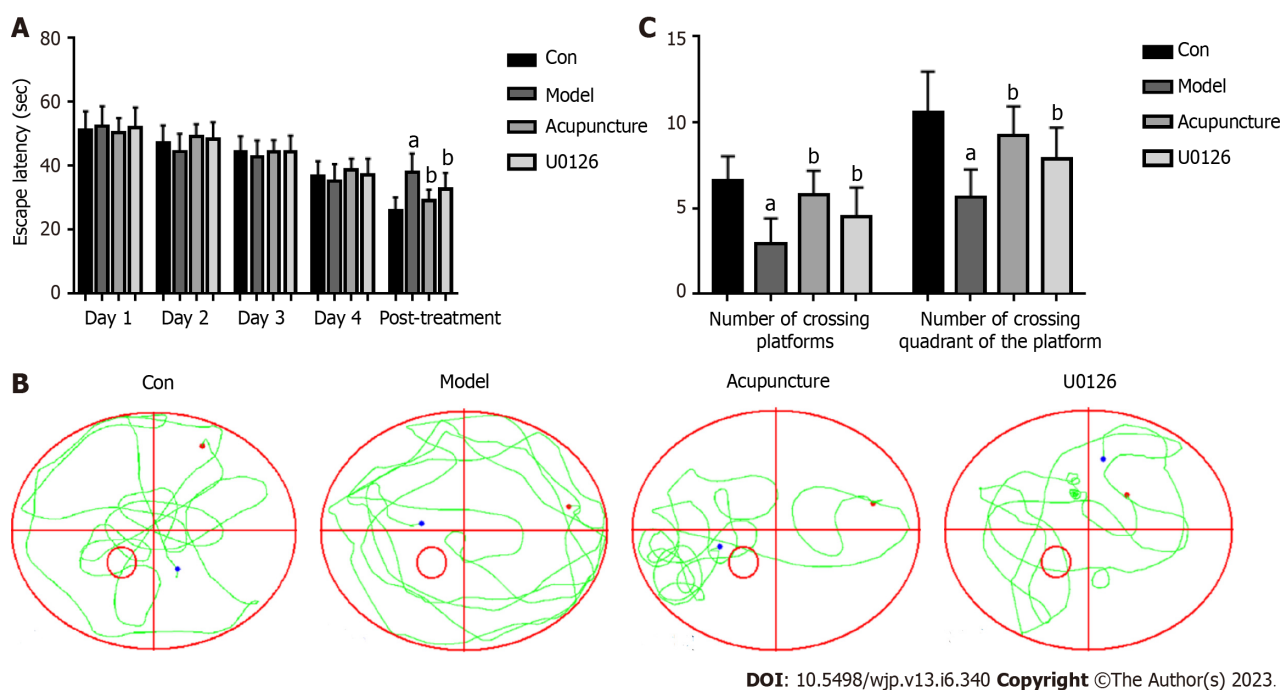 A
80
60
40
20
0
Escape latency (sec)
a
b
b
Day 1
Day 2
Day 3
Day 4
Post-treatment
Con
Model
Acupuncture
U0126
C
15
10
5
0
a
b
b
a
b
b
Number of crossing
platforms
Number of crossing
quadrant of the platform
Con
Model
Acupuncture
U0126
B
Con
Model
Acupuncture
U0126
DOI: 10.5498/wjp.v13.i6.340 Copyright ©The Author(s) 2023.